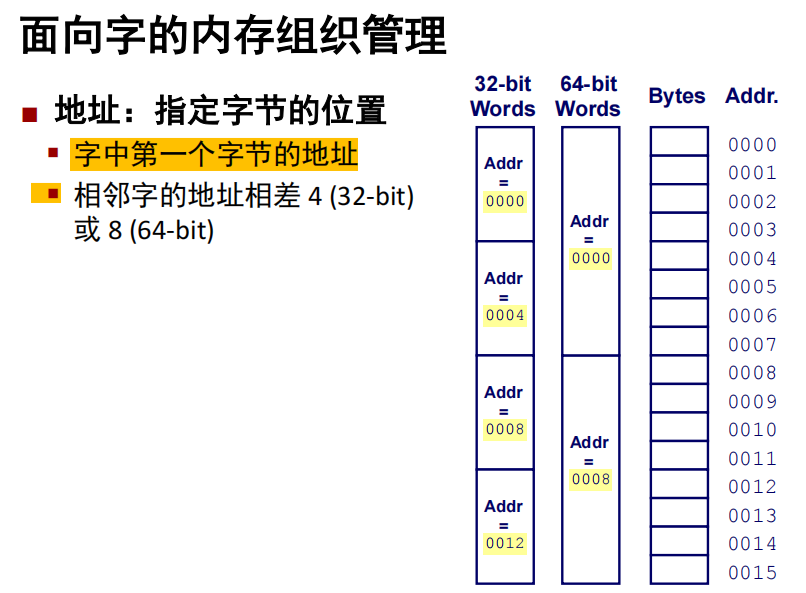 面向字的内存组织管理
地址：指定字节的位置
字中第一个字节的地址
相邻字的地址相差 4 (32-bit)
或 8 (64-bit)
32-bit
Words
Addr
=
0000
Addr
=
0004
Addr
=
0008
Addr
=
0012
64-bit
Words
Addr
=
0000
Addr
=
0008
Bytes
Addr.
0000
0001
0002
0003
0004
0005
0006
0007
0008
0009
0010
0011
0012
0013
0014
0015